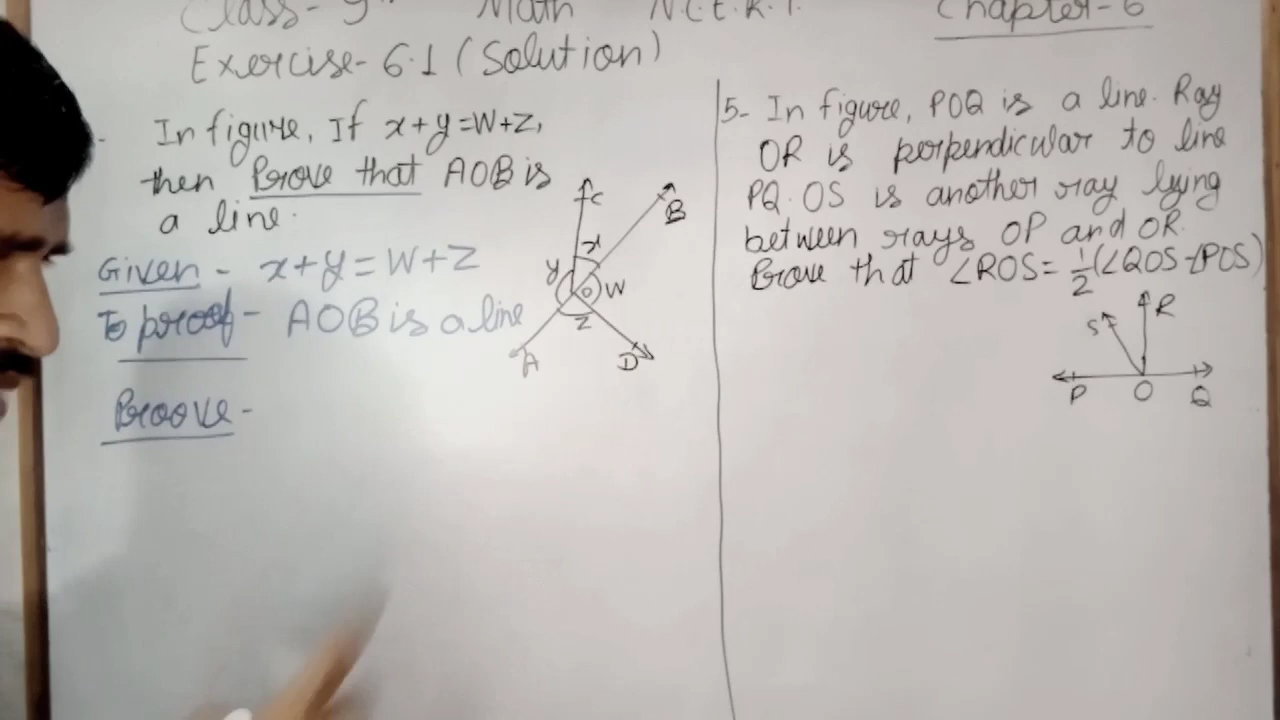 Class- 9th Math N.C.E.R.T. Chapter-6
Exercise- 6.1 (Solution)
In figure, If x+y=W+Z,
then Prove that AOB is
a line.
Given - x+y=W+Z
To proof - AOB is a line
Proove-
C
B
x
y
O
W
Z
A
D
5- In figure, POQ is a line. Ray
OR is perpendicular to line
PQ. OS is another ray lying
between rays OP and OR.
Prove that ∠ROS= 1/2(∠QOS-∠POS)
R
S
P
O
Q